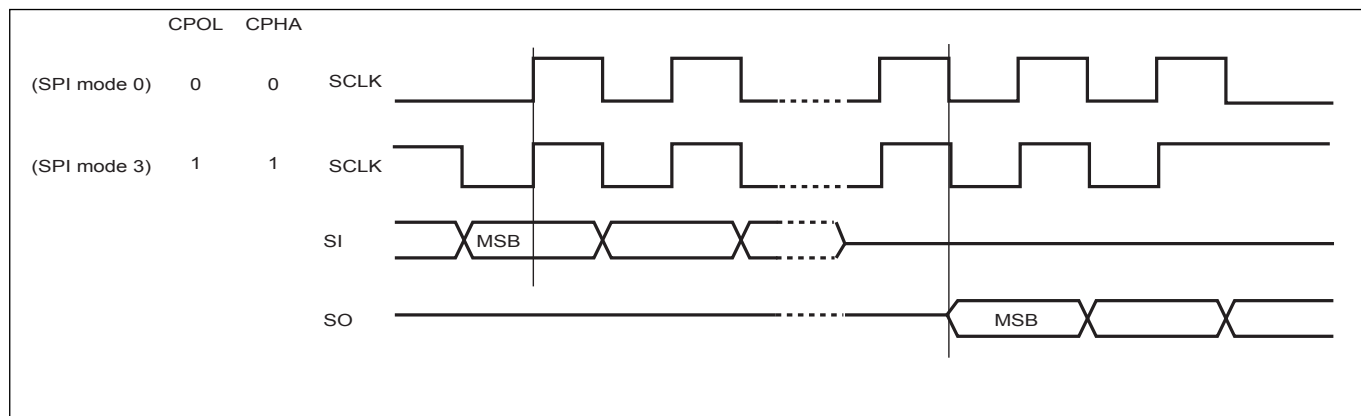 CPOL CPHA
(SPI mode 0) 0 0 SCLK
(SPI mode 3) 1 1 SCLK
SI MSB
SO MSB